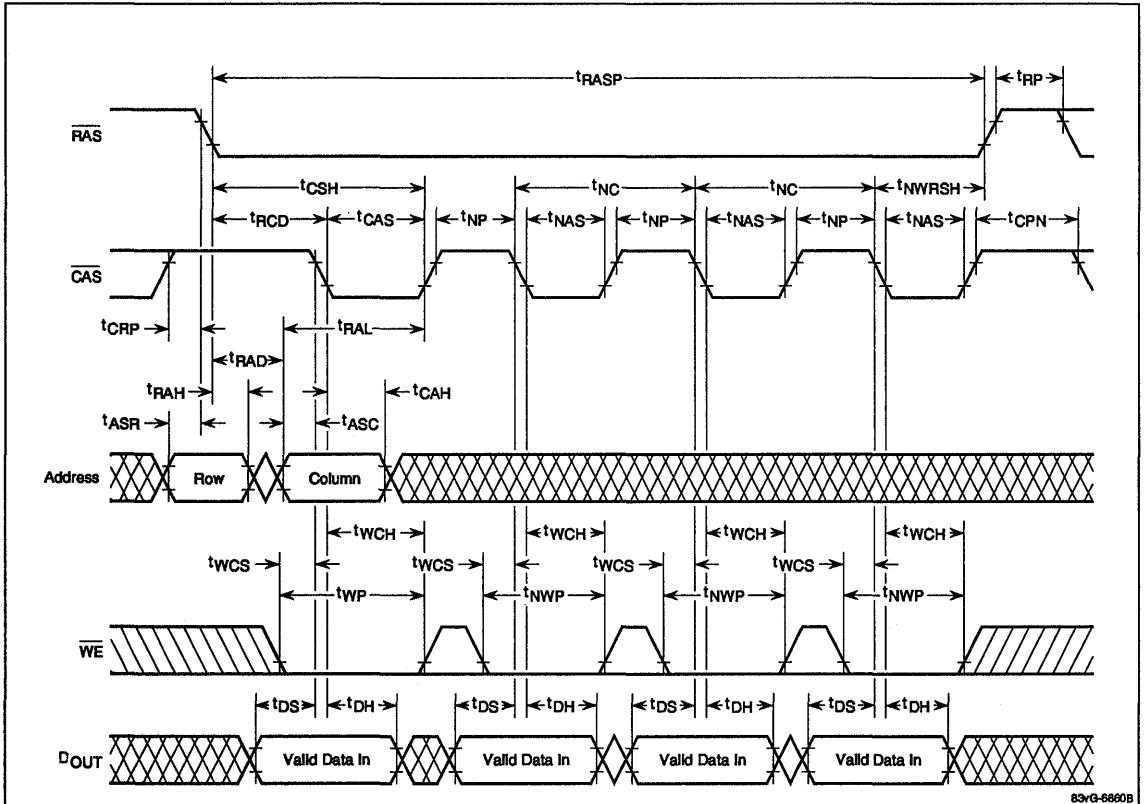 tRASP
tRP
RAS
tCSH
tNC
tNC
tNWRSH
tRCD
tCAS
tNP
tNAS
tNP
tNAS
tNP
tNAS
tCPN
CAS
tCRP
tRAL
tRAD
tRAH
tCAH
tASR
tASC
Address
Row
Column
tWCH
tWCH
tWCH
tWCH
tWCS
tWCS
tWCS
tWCS
tWP
tNWP
tNWP
tNWP
WE
tDS
tDH
tDS
tDH
tDS
tDH
tDS
tDH
DOUT
Valid Data In
Valid Data In
Valid Data In
Valid Data In
83YG-6860B